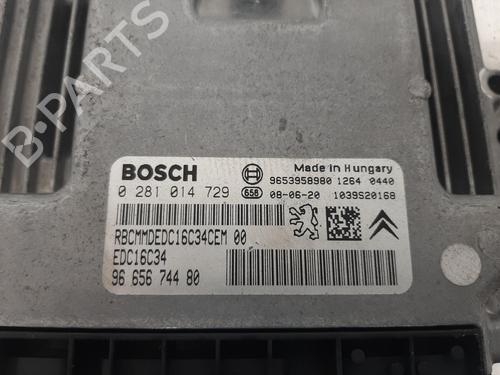 B-PARTS
BOSCH
Made in Hungary
9653958980 1264 0440
0 281 014 729 658 08-06-20 1039S20168
RBCMMDEDC16C34CEM 00
EDC16C34
96 656 744 80